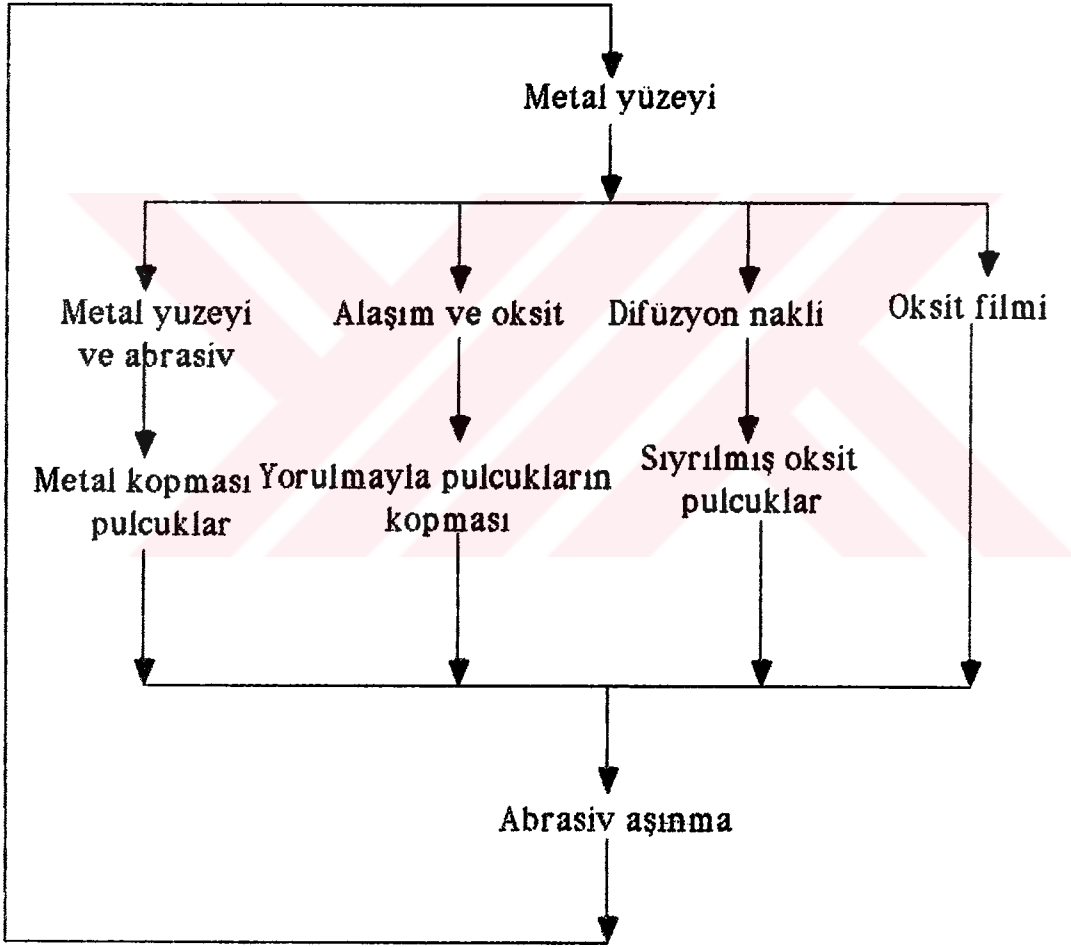 Metal yüzeyi
Metal yuzeyi
ve abrasiv
Alaşım ve oksit
Difüzyon nakli
Oksit filmi
Metal kopması
pulcuklar
Yorulmayla pulcukların
kopması
Sıyrılmış oksit
pulcuklar
Abrasiv aşınma